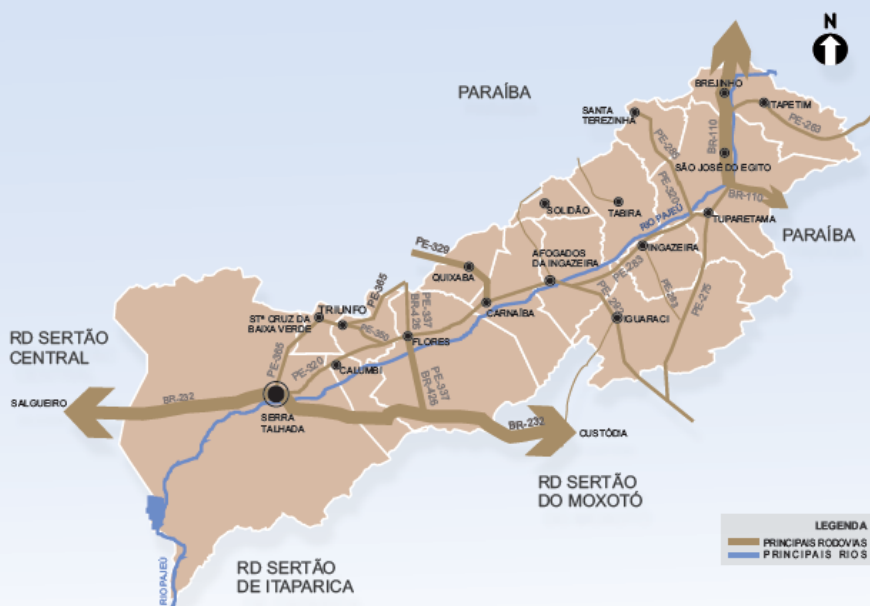 N
PARAÍBA
BREJINHO
TAPETIM
PE-263
SANTA
TEREZINHA
BR-110
PE-285
SÃO JOSÉ DO EGITO
PE-320
BR-110
SOLIDÃO
TABIRA
RIO PAJEÚ
TUPARETAMA
PARAÍBA
PE-329
QUIXABA
AFOGADOS
DA INGAZEIRA
INGAZEIRA
PE-283
PE-365
PE-292
PE-275
STª CRUZ DA
BAIXA VERDE
TRIUNFO
PE-337
BR-426
CARNAÍBA
IGUARACI
RD SERTÃO
CENTRAL
PE-365
PE-320
FLORES
CALUMBI
PE-337
BR-426
SALGUEIRO
BR-232
SERRA
TALHADA
BR-232
CUSTÓDIA
RD SERTÃO
DO MOXOTÓ
RD SERTÃO
DE ITAPARICA
RIO PAJEÚ
LEGENDA
PRINCIPAIS RODOVIAS
PRINCIPAIS RIOS